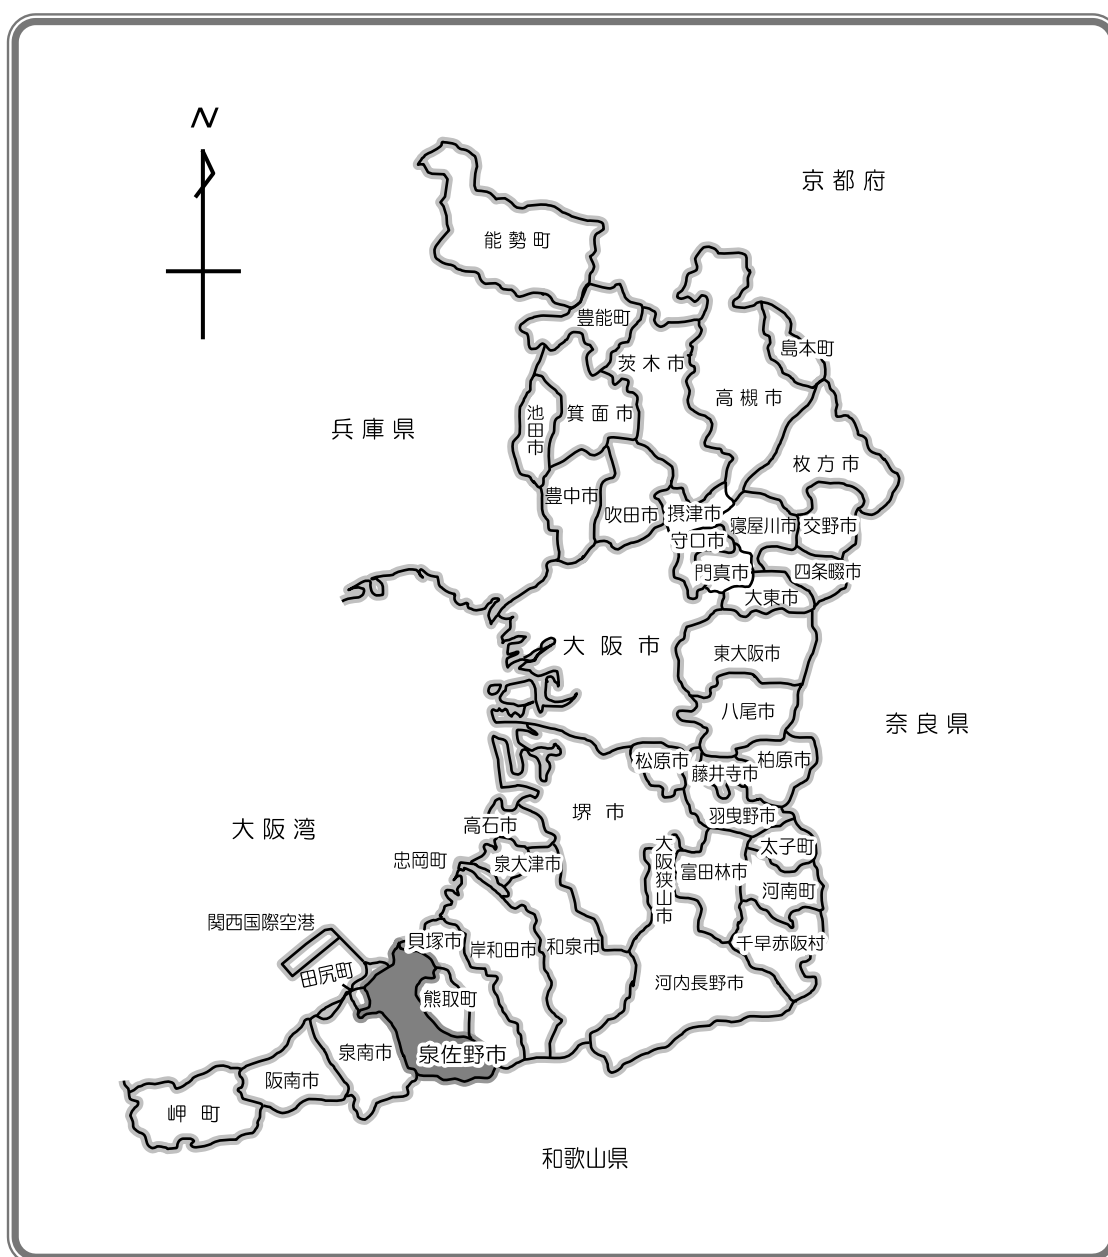 N
京都府
能勢町
豊能町
島本町
茨木市
高槻市
兵庫県
池田市
箕面市
枚方市
豊中市
吹田市
摂津市
寝屋川市
交野市
守口市
門真市
四条畷市
大東市
大阪市
東大阪市
八尾市
奈良県
松原市
藤井寺市
柏原市
堺市
羽曳野市
大阪湾
高石市
太子町
忠岡町
泉大津市
大阪狭山市
富田林市
河南町
関西国際空港
貝塚市
岸和田市
和泉市
千早赤阪村
田尻町
熊取町
河内長野市
泉南市
泉佐野市
阪南市
岬町
和歌山県